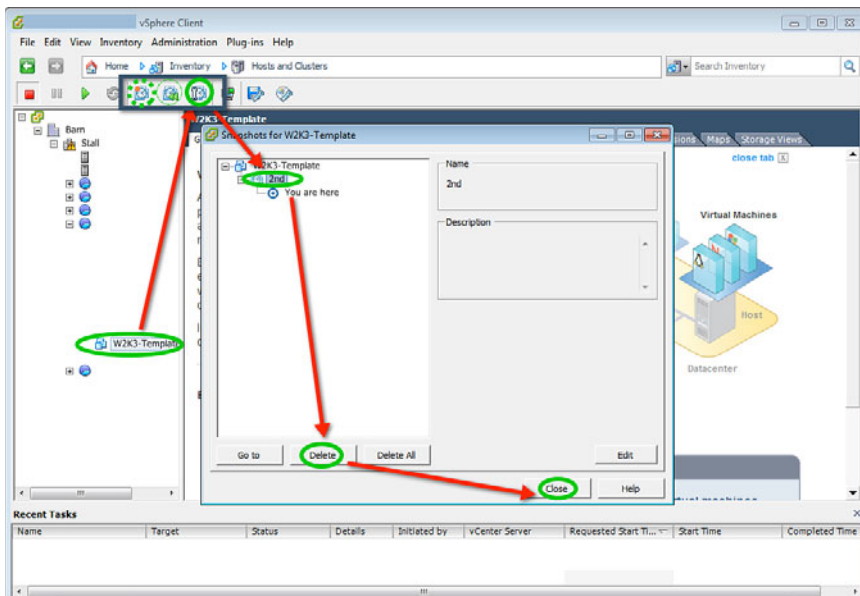 vSphere Client
File Edit View Inventory Administration Plug-ins Help
Home Inventory Hosts and Clusters Search Inventory
Barn
Stall
W2K3-Template
W2K3-Template
Snapshots for W2K3-Template
Maps Storage Views
close tab
W2K3-Template
2nd
You are here
Name
2nd
Description
Virtual Machines
Host
Datacenter
Go to Delete Delete All Edit
Close Help
Recent Tasks
Name Target Status Details Initiated by vCenter Server Requested Start Ti... Start Time Completed Time